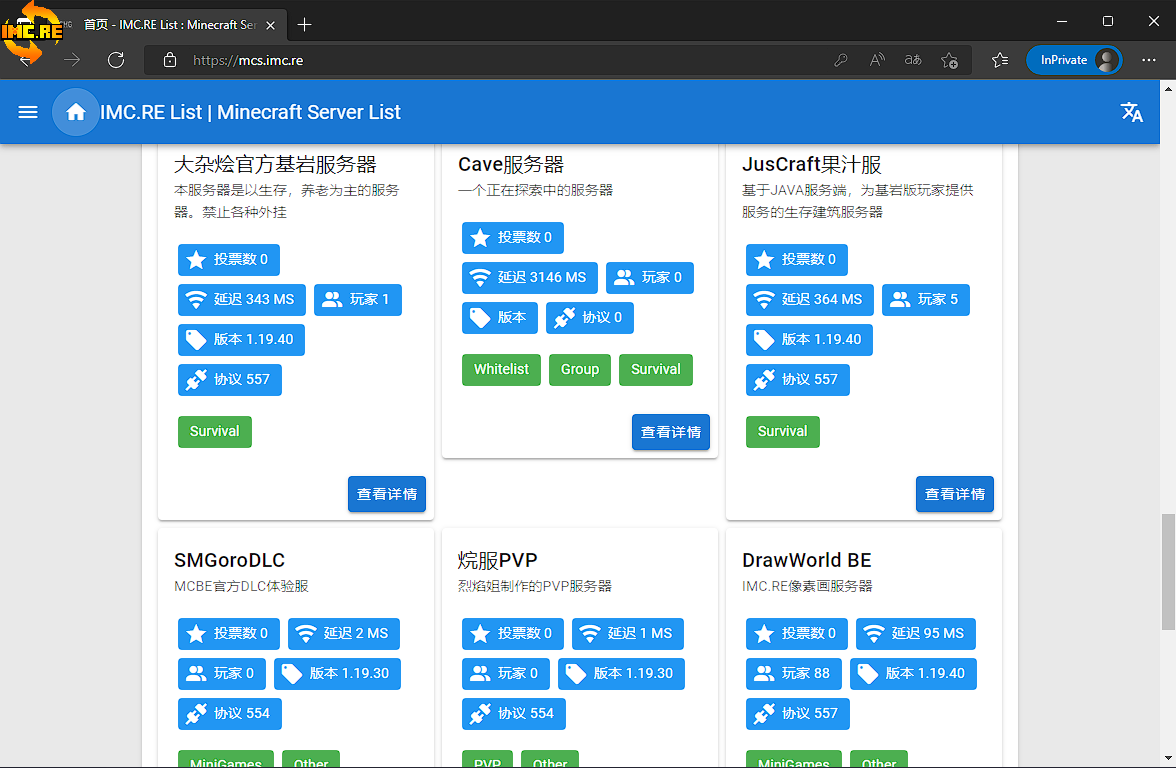 IMC.RE
首页 - IMC.RE List : Minecraft Ser
https://mcs.imc.re
あ
InPrivate
IMC.RE List | Minecraft Server List
大杂烩官方基岩服务器
本服务器是以生存，养老为主的服务
器。禁止各种外挂
投票数 0
延迟 343 MS
玩家 1
版本 1.19.40
协议 557
Survival
查看详情
Cave服务器
一个正在探索中的服务器
投票数 0
延迟 3146 MS
玩家 0
版本
协议 0
Whitelist
Group
Survival
查看详情
JusCraft果汁服
基于JAVA服务端，为基岩版玩家提供
服务的生存建筑服务器
投票数 0
延迟 364 MS
玩家 5
版本 1.19.40
协议 557
Survival
查看详情
SMGoroDLC
MCBE官方DLC体验服
投票数 0
延迟 2 MS
玩家 0
版本 1.19.30
协议 554
MiniGames
Other
烷服PVP
烈焰姐制作的PVP服务器
投票数 0
延迟 1 MS
玩家 0
版本 1.19.30
协议 554
PVP
Other
DrawWorld BE
IMC.RE像素画服务器
投票数 0
延迟 95 MS
玩家 88
版本 1.19.40
协议 557
MiniGames
Other